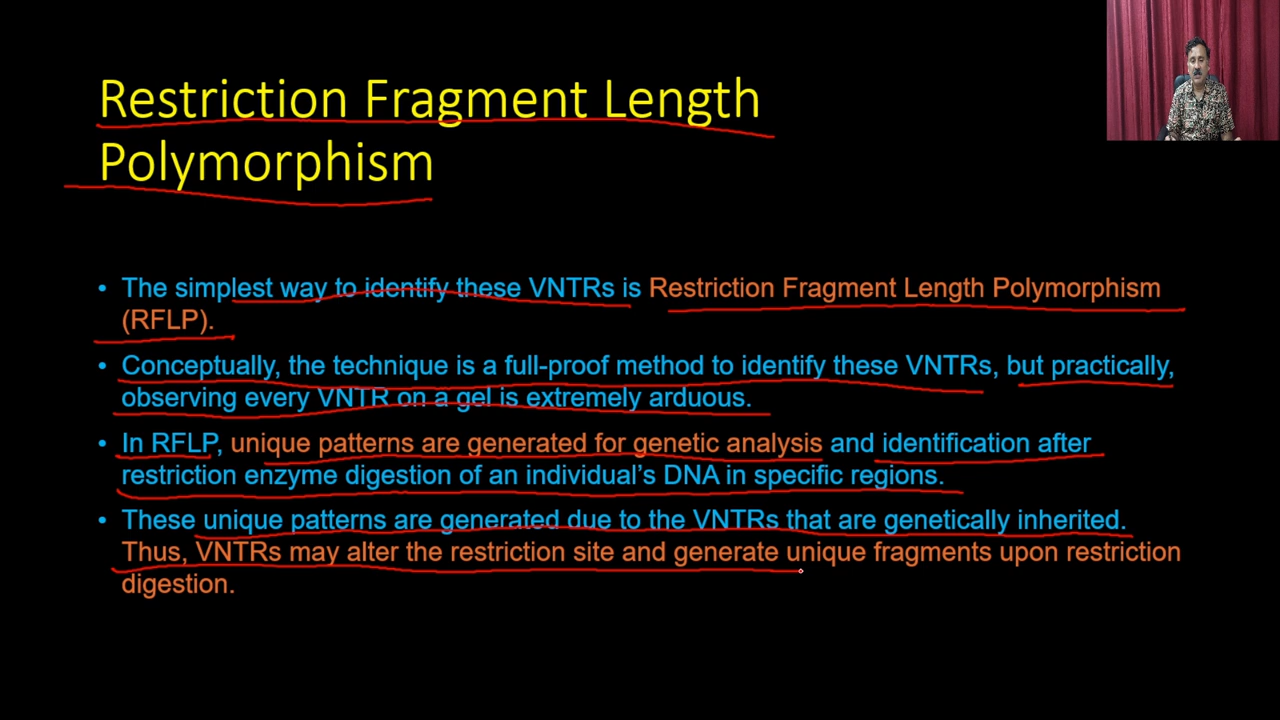 Restriction Fragment Length
Polymorphism
• The simplest way to identify these VNTRs is Restriction Fragment Length Polymorphism
(RFLP).
• Conceptually, the technique is a full-proof method to identify these VNTRs, but practically,
observing every VNTR on a gel is extremely arduous.
• In RFLP, unique patterns are generated for genetic analysis and identification after
restriction enzyme digestion of an individual’s DNA in specific regions.
• These unique patterns are generated due to the VNTRs that are genetically inherited.
Thus, VNTRs may alter the restriction site and generate unique fragments upon restriction
digestion.